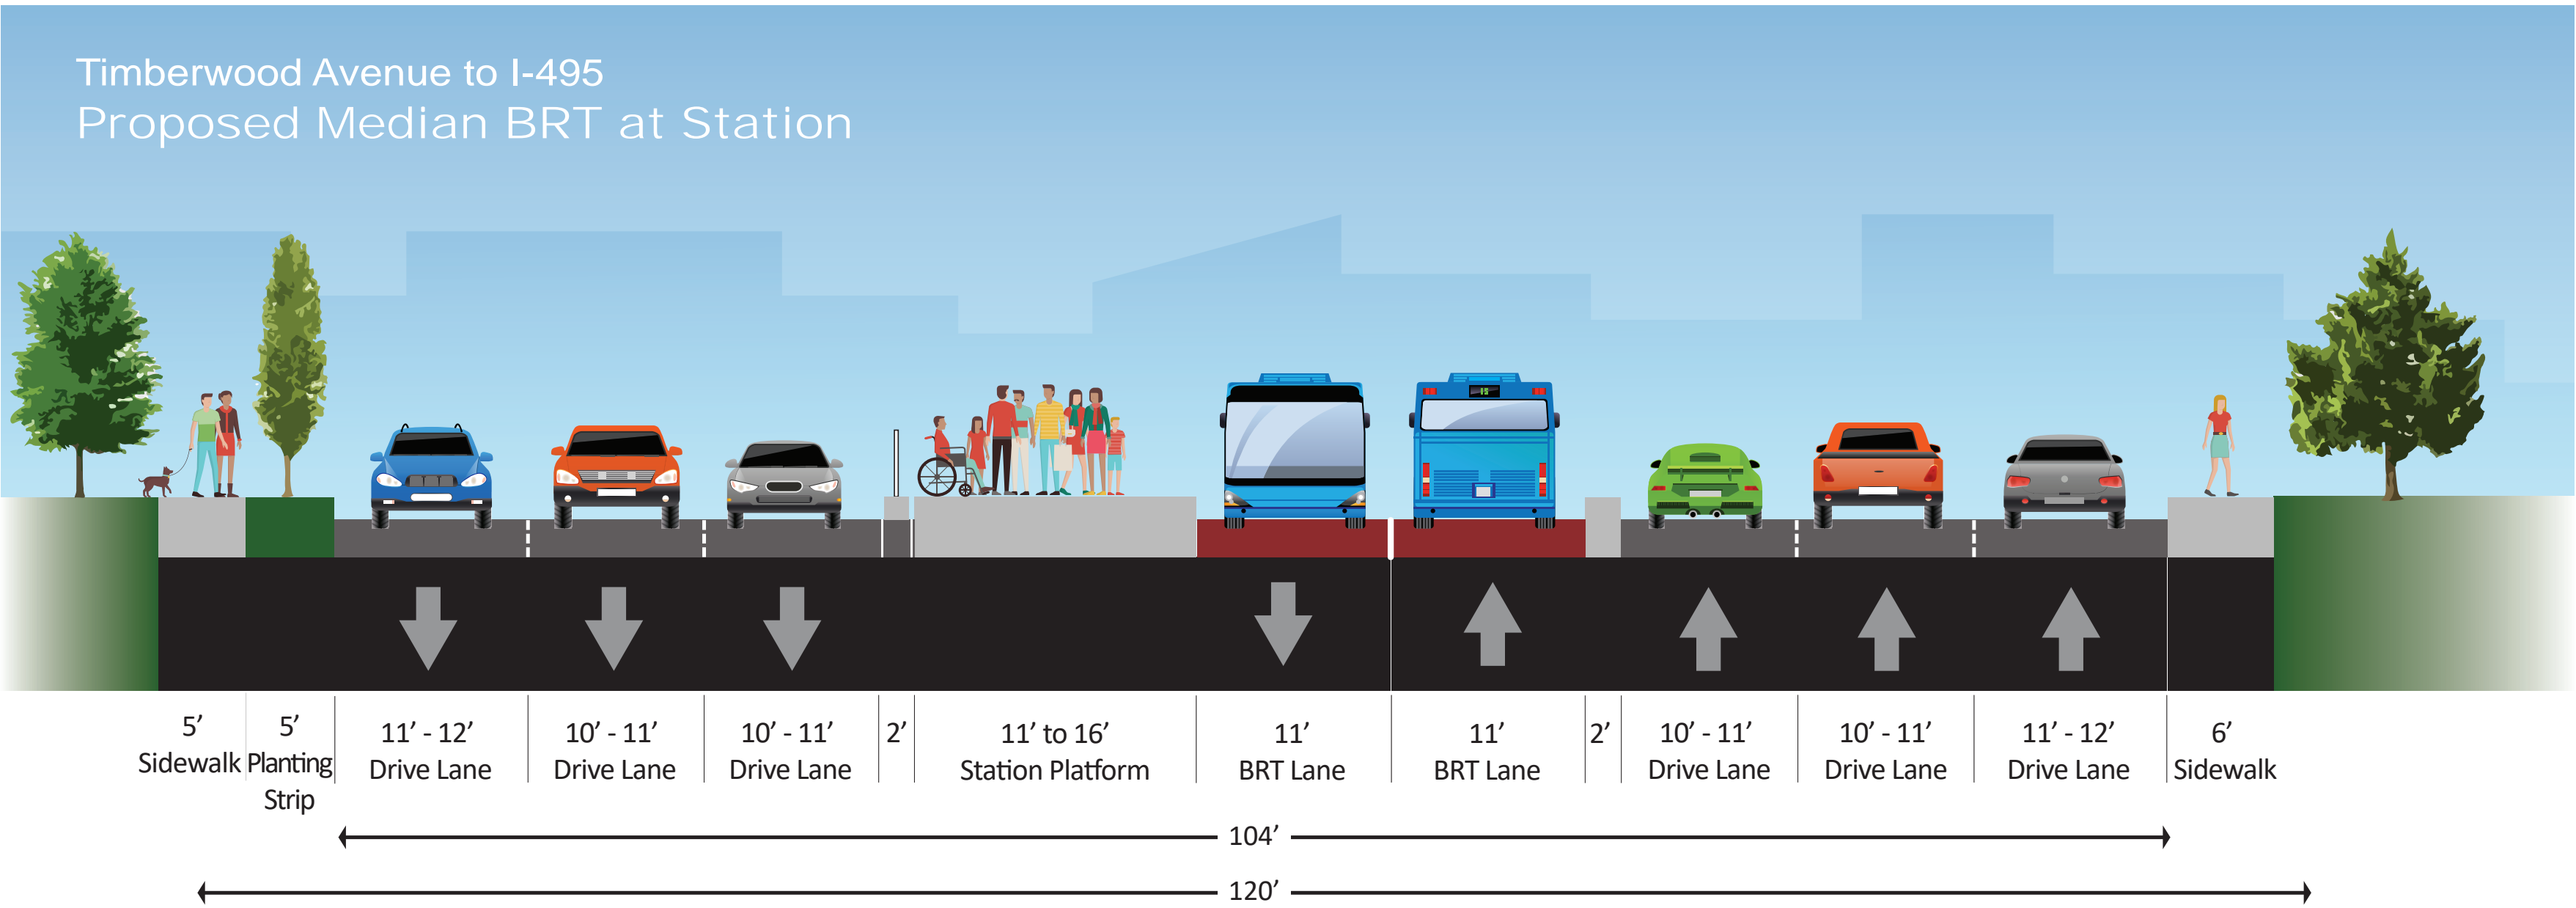 Timberwood Avenue to I-495
Proposed Median BRT at Station
15
5’ 5’ 11’ - 12’ 10’ - 11’ 10’ - 11’ 2’ 11’ to 16’ 11’ 11’ 2’ 10’ - 11’ 10’ - 11’ 11’ - 12’ 6’
Sidewalk Planting Drive Lane Drive Lane Drive Lane Station Platform BRT Lane BRT Lane Drive Lane Drive Lane Drive Lane Sidewalk
Strip
104’
120’